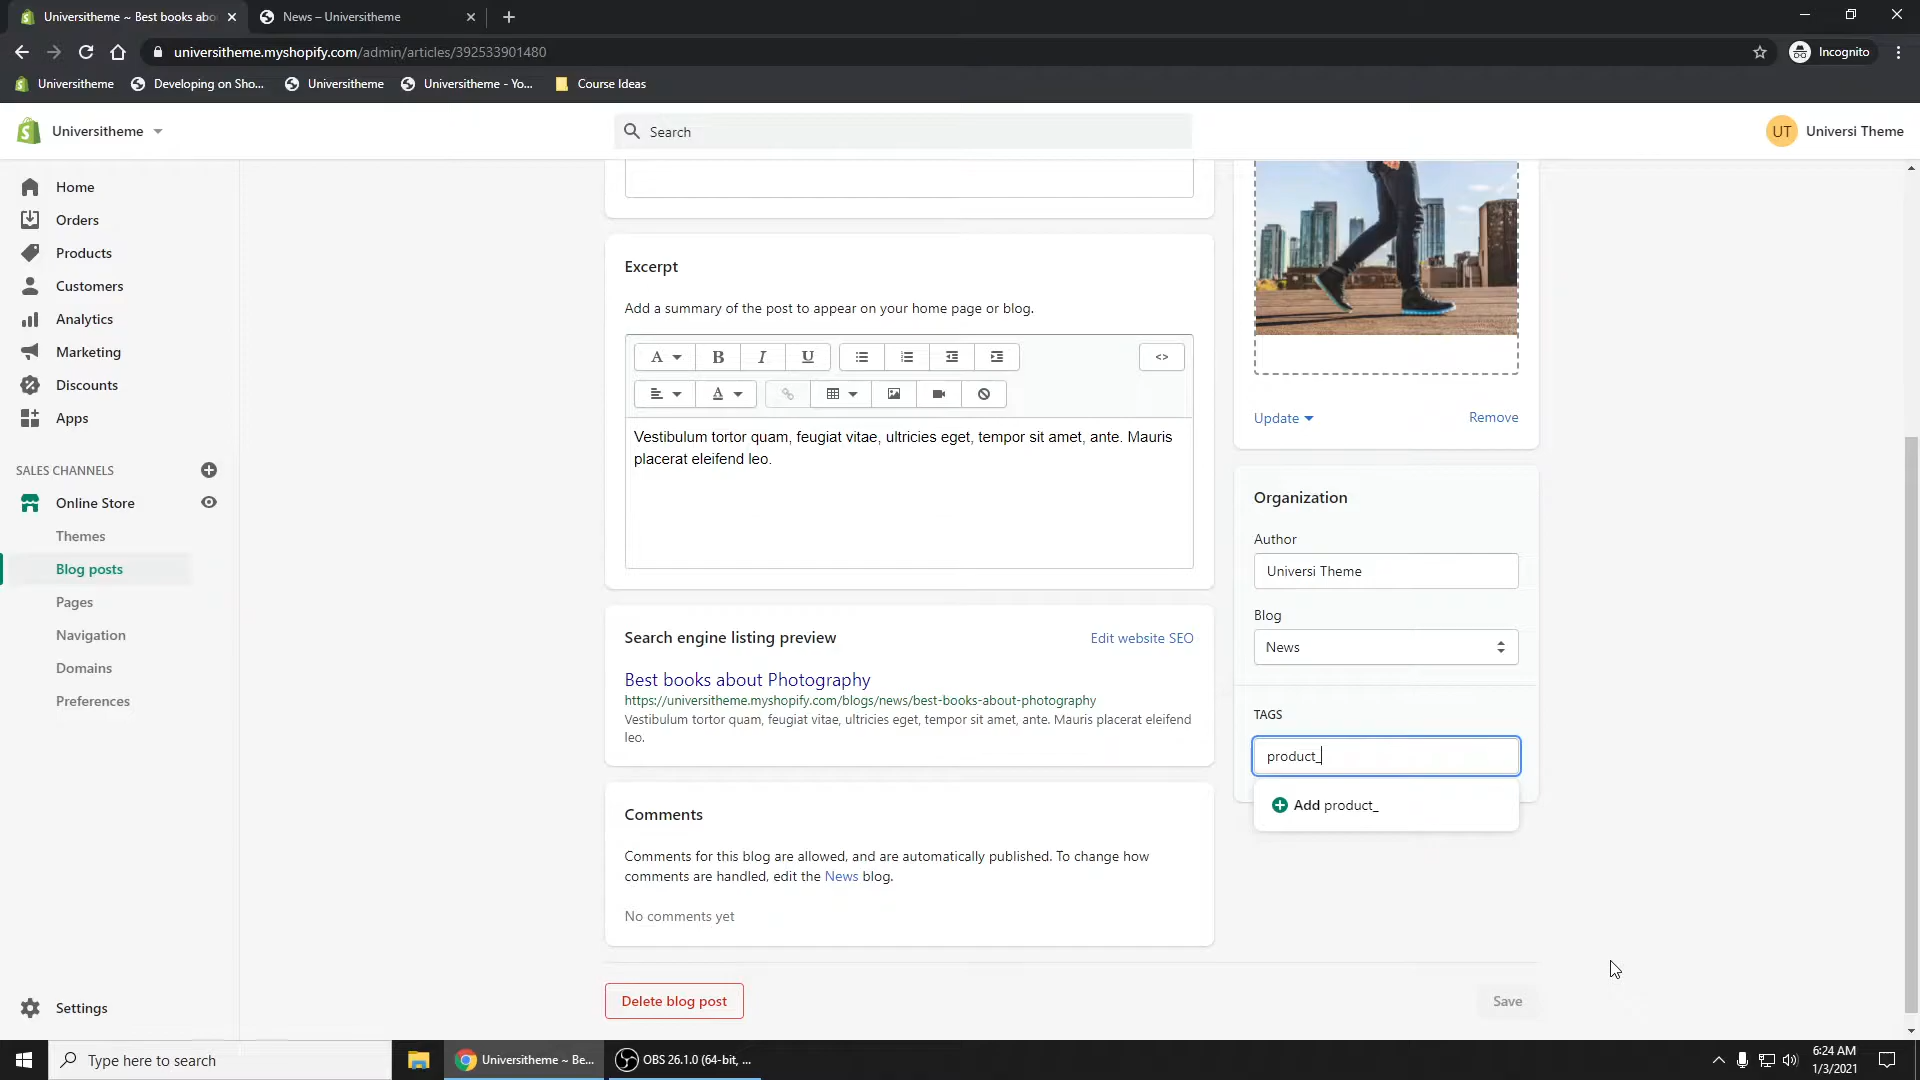 Universitheme ~ Best books abo
News – Universitheme
universitheme.myshopify.com/admin/articles/392533901480
Incognito
Universitheme
Developing on Sho...
Universitheme
Universitheme - Yo...
Course Ideas
Universitheme
Search
UT
Universi Theme
Home
Orders
Products
Customers
Analytics
Marketing
Discounts
Apps
SALES CHANNELS
Online Store
Themes
Blog posts
Pages
Navigation
Domains
Preferences
Settings
Excerpt
Add a summary of the post to appear on your home page or blog.
A
B
I
U
<>
A
Vestibulum tortor quam, feugiat vitae, ultricies eget, tempor sit amet, ante. Mauris
placerat eleifend leo.
Search engine listing preview
Edit website SEO
Best books about Photography
https://universitheme.myshopify.com/blogs/news/best-books-about-photography
Vestibulum tortor quam, feugiat vitae, ultricies eget, tempor sit amet, ante. Mauris placerat eleifend
leo.
Comments
Comments for this blog are allowed, and are automatically published. To change how
comments are handled, edit the News blog.
No comments yet
Delete blog post
Save
Update
Remove
Organization
Author
Universi Theme
Blog
News
TAGS
product_
Add product_
Type here to search
Universitheme ~ Be...
OBS 26.1.0 (64-bit, ...
6:24 AM
1/3/2021